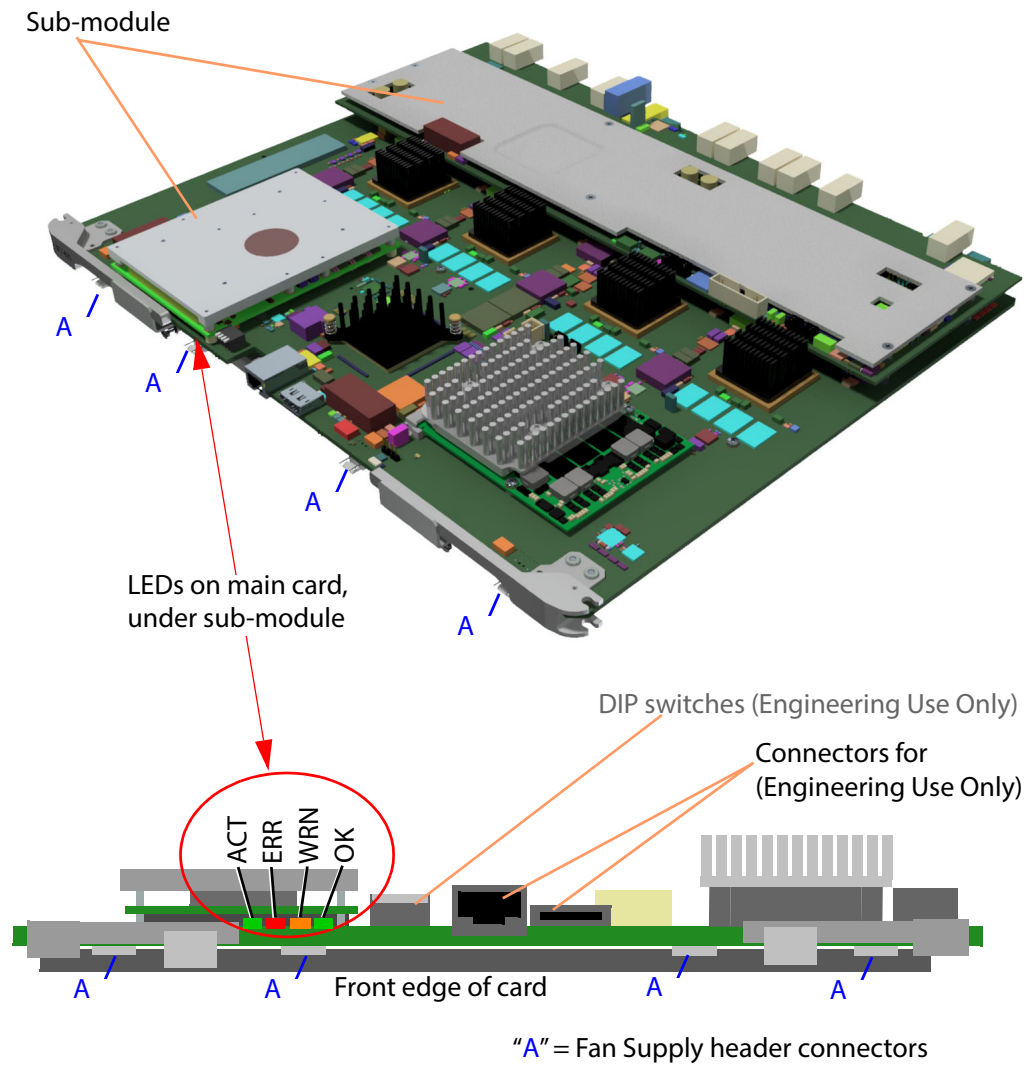 Sub-module
A
A
A
A
LEDs on main card,
under sub-module
DIP switches (Engineering Use Only)
Connectors for
(Engineering Use Only)
ACT
ERR
WRN
OK
A
A
Front edge of card
A
A
“A” = Fan Supply header connectors